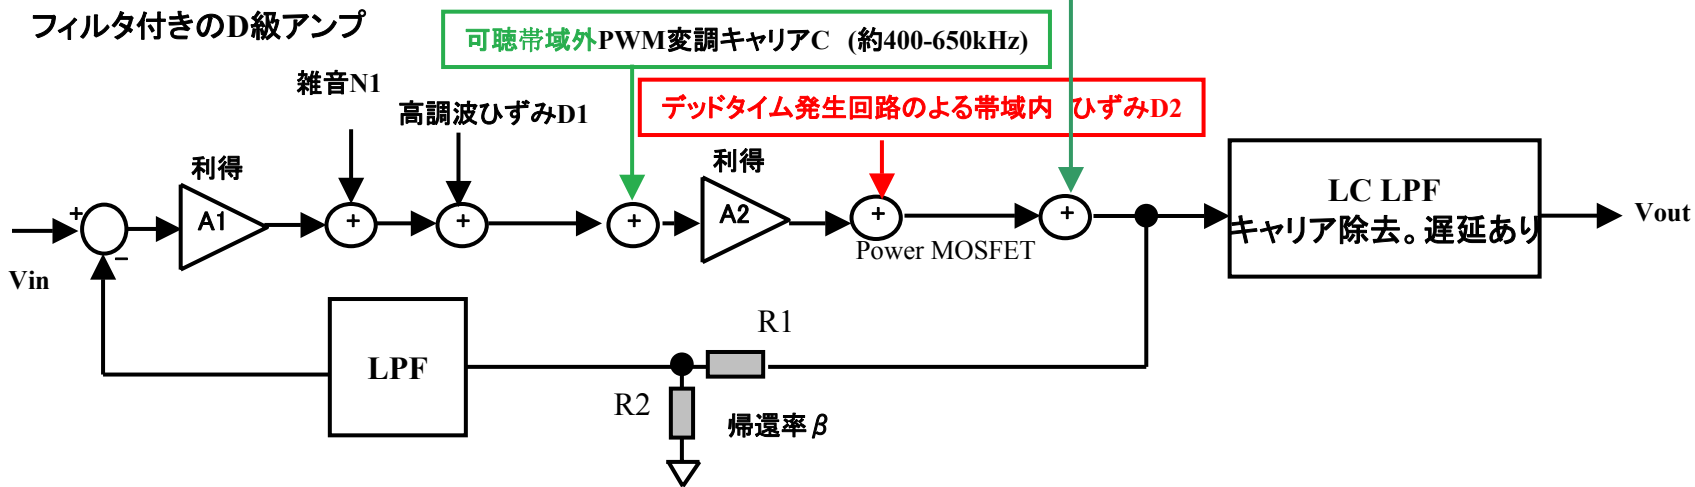 フィルタ付きのD級アンプ
可聴帯域外PWM変調キャリアC (約400-650kHz)
雑音N1
高調波ひずみD1
デッドタイム発生回路のよる帯域内 ひずみD2
利得
利得
A1
A2
+
+
+
+
+
+
−
Vin
Power MOSFET
LC LPF
キャリア除去。遅延あり
Vout
LPF
R1
R2
帰還率β